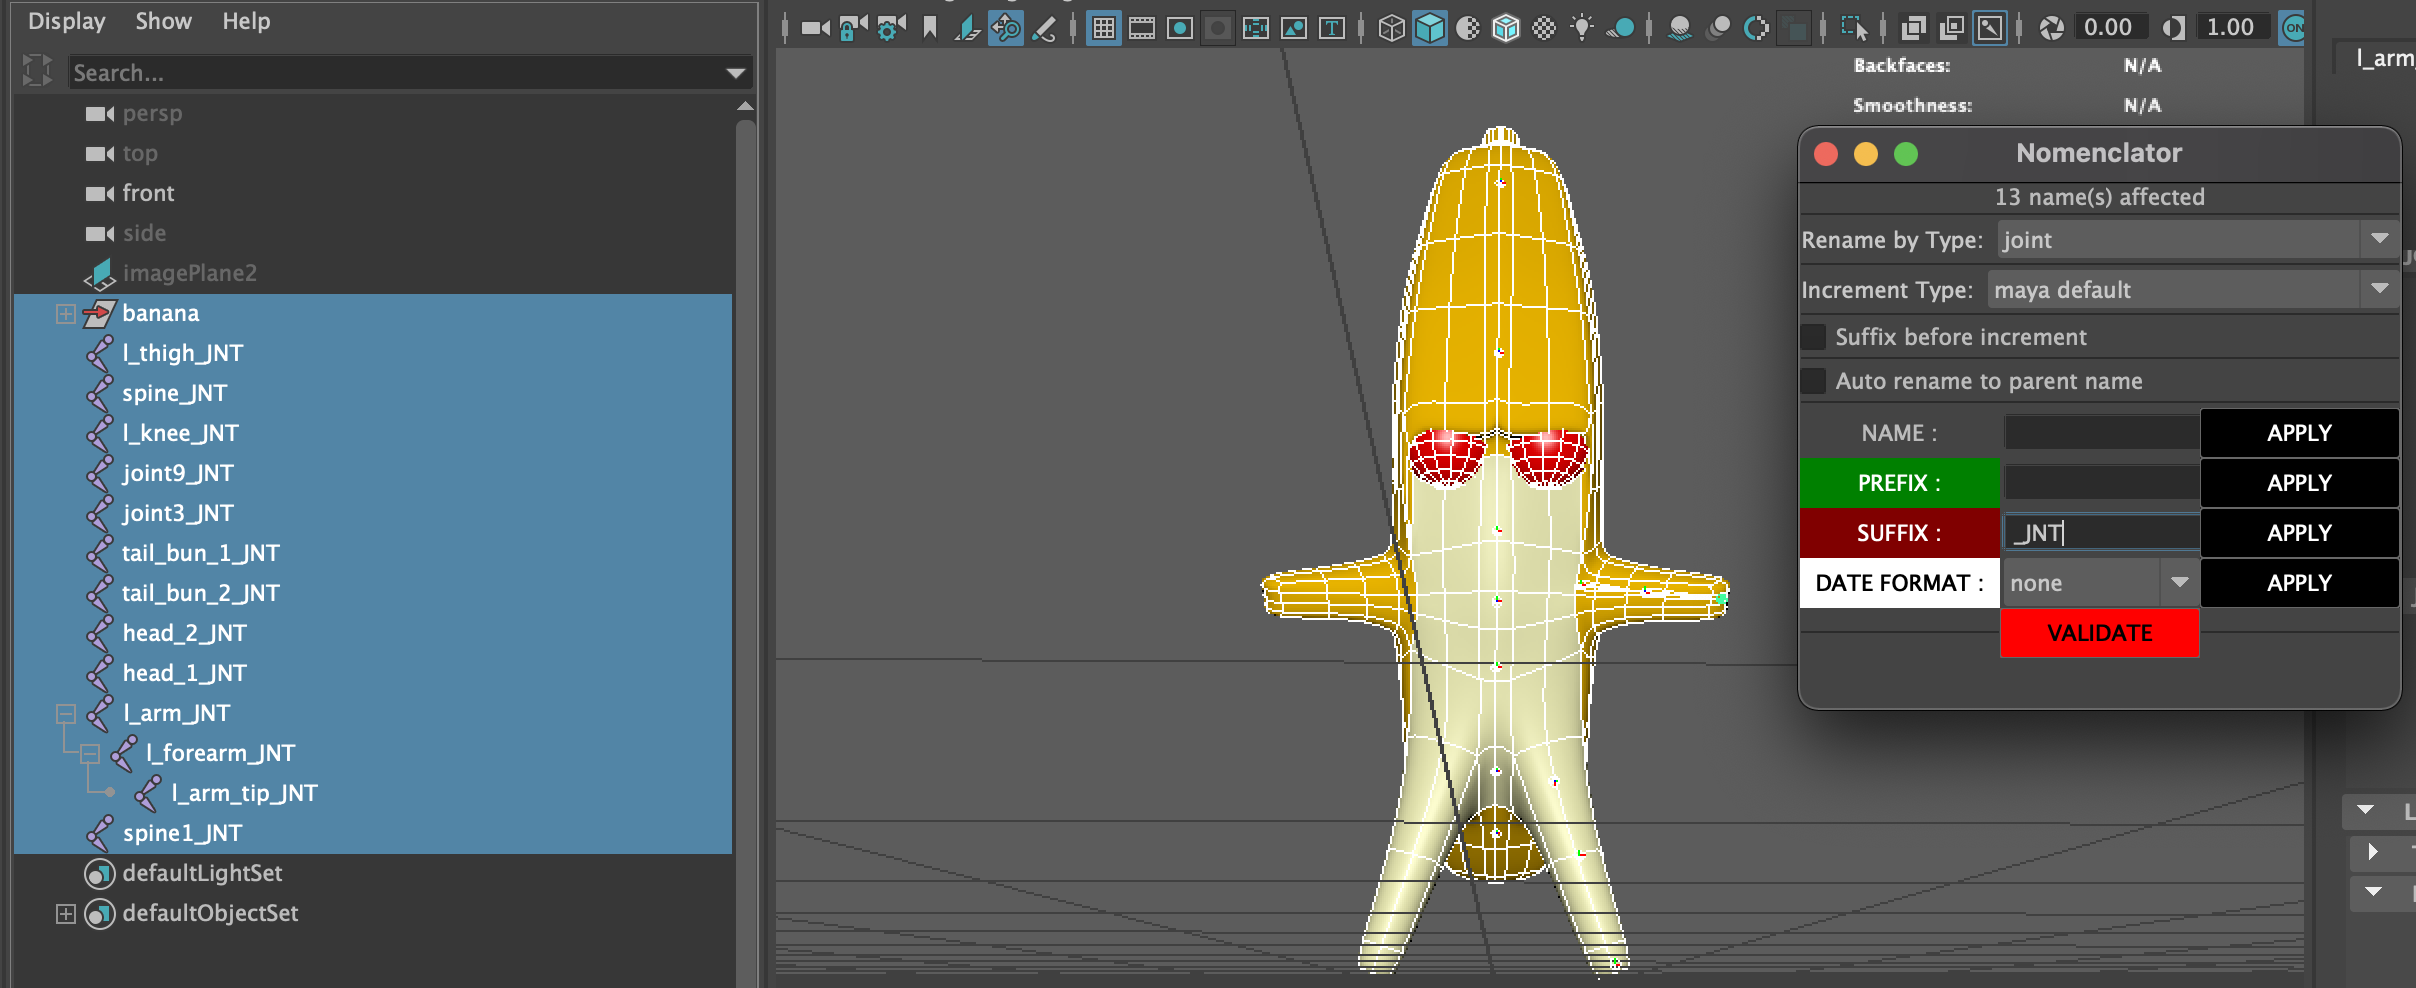 Display Show Help
Search...
persp
top
front
side
imagePlane2
banana
l_thigh_JNT
spine_JNT
l_knee_JNT
joint9_JNT
joint3_JNT
tail_bun_1_JNT
tail_bun_2_JNT
head_2_JNT
head_1_JNT
l_arm_JNT
l_forearm_JNT
l_arm_tip_JNT
spine1_JNT
defaultLightSet
defaultObjectSet
0.00
1.00
ON
Backfaces: N/A
Smoothness: N/A
l_arm
Nomenclator
13 name(s) affected
Rename by Type: joint
Increment Type: maya default
Suffix before increment
Auto rename to parent name
NAME : APPLY
PREFIX : APPLY
SUFFIX : _JNT APPLY
DATE FORMAT : none APPLY
VALIDATE